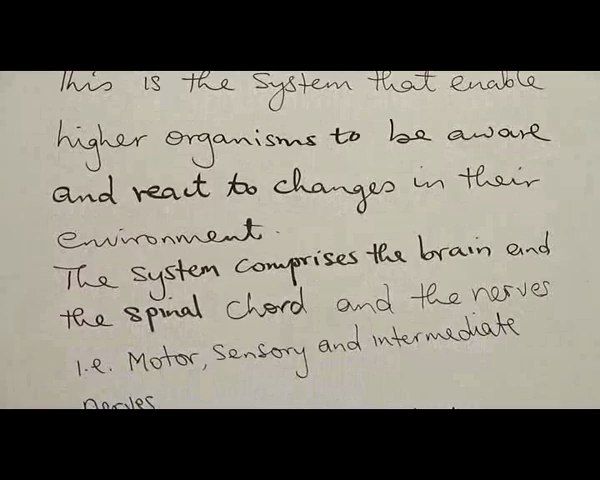 This is the system that enable
higher organisms to be aware
and react to changes in their
environment.
The system comprises the brain and
the spinal chord and the nerves
i.e. Motor, sensory and intermediate
nerves